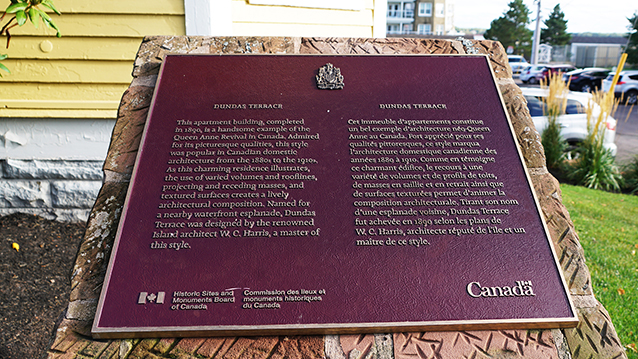 DUNDAS TERRACE
This apartment building, completed
in 1890, is a handsome example of the
Queen Anne Revival in Canada. Admired
for its picturesque qualities, this style
was popular in Canadian domestic
architecture from the 1880s to the 1910s.
As this charming residence illustrates,
the use of varied volumes and rooflines,
projecting and receding masses, and
textured surfaces creates a lively
architectural composition. Named for
a nearby waterfront esplanade, Dundas
Terrace was designed by the renowned
Island architect W. C. Harris, a master of
this style.
DUNDAS TERRACE
Cet immeuble d'appartements constitue
un bel exemple d'architecture néo-Queen
Anne au Canada. Fort apprécié pour ses
qualités pittoresques, ce style marqua
l'architecture domestique canadienne des
années 1880 à 1910. Comme en témoigne
ce charmant édifice, le recours à une
variété de volumes et de profils de toits,
de masses en saillie et en retrait ainsi que
de surfaces texturées permet d'animer la
composition architecturale. Tirant son nom
d'une esplanade voisine, Dundas Terrace
fut achevée en 1890 selon les plans de
W. C. Harris, architecte réputé de l'île et un
maître de ce style.
Historic Sites and
Monuments Board
of Canada
Commission des lieux et
monuments historiques
du Canada
Canada